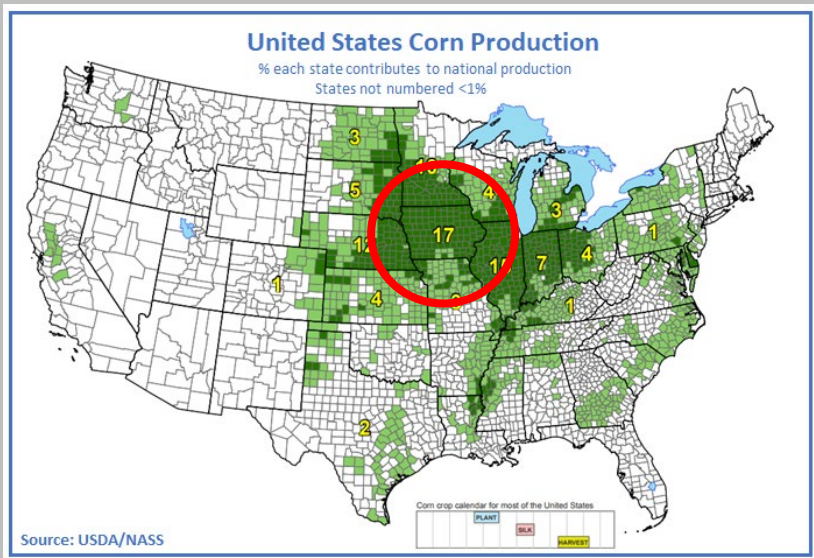 United States Corn Production
% each state contributes to national production
States not numbered <1%
3
5
4
3
17
12
7
4
1
1
4
1
2
Corn crop calendar for most of the United States
PLANT
SILK
HARVEST
Source: USDA/NASS